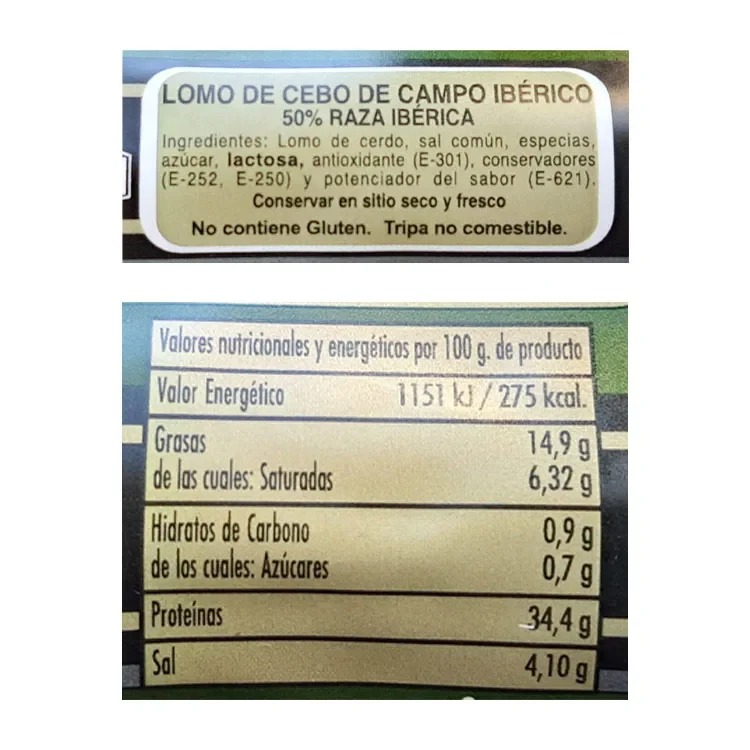 LOMO DE CEBO DE CAMPO IBÉRICO
50% RAZA IBÉRICA
Ingredientes: Lomo de cerdo, sal común, especias,
azúcar, lactosa, antioxidante (E-301), conservadores
(E-252, E-250) y potenciador del sabor (E-621).
Conservar en sitio seco y fresco
No contiene Gluten. Tripa no comestible.
Valores nutricionales y energéticos por 100 g. de producto
Valor Energético 1151 kJ / 275 kcal.
Grasas 14,9 g
de las cuales: Saturadas 6,32 g
Hidratos de Carbono 0,9 g
de los cuales: Azúcares 0,7 g
Proteínas 34,4 g
Sal 4,10 g